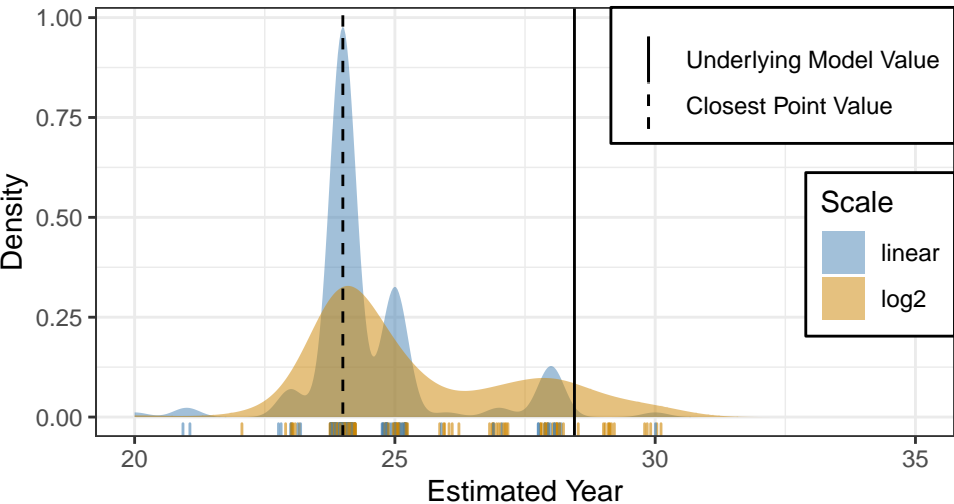 1.00
0.75
0.50
0.25
0.00
Density
20
25
30
35
Estimated Year
Underlying Model Value
Closest Point Value
Scale
linear
log2